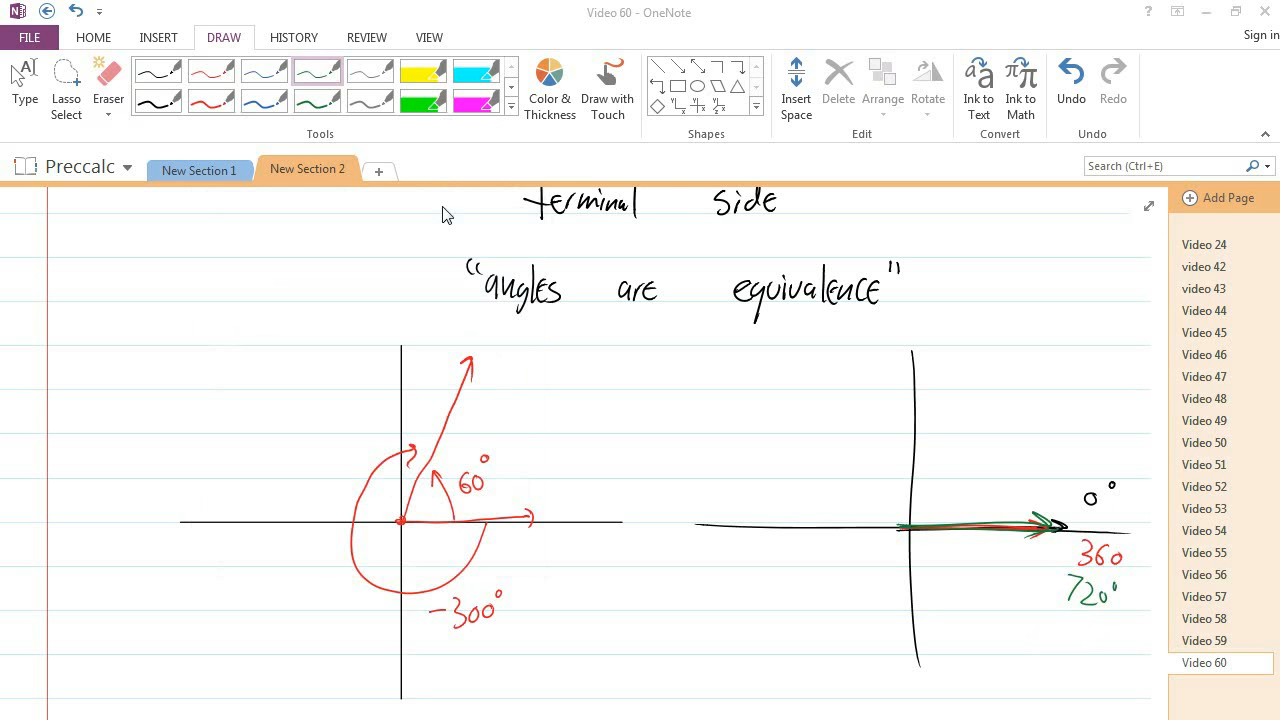 Video 60 - OneNote
Sign in
FILE HOME INSERT DRAW HISTORY REVIEW VIEW
Type
Lasso Select
Eraser
Color & Thickness
Draw with Touch
Insert Space
Delete
Arrange
Rotate
Ink to Text
Ink to Math
Undo
Redo
Tools
Shapes
Edit
Convert
Undo
Preccalc
New Section 1
New Section 2
Search (Ctrl+E)
Add Page
terminal side
"angles are equivalence"
60°
-300°
0°
360
720°
Video 24
video 42
video 43
Video 44
Video 45
Video 46
Video 47
Video 48
Video 49
Video 50
Video 51
Video 52
Video 53
Video 54
Video 55
Video 56
Video 57
Video 58
Video 59
Video 60